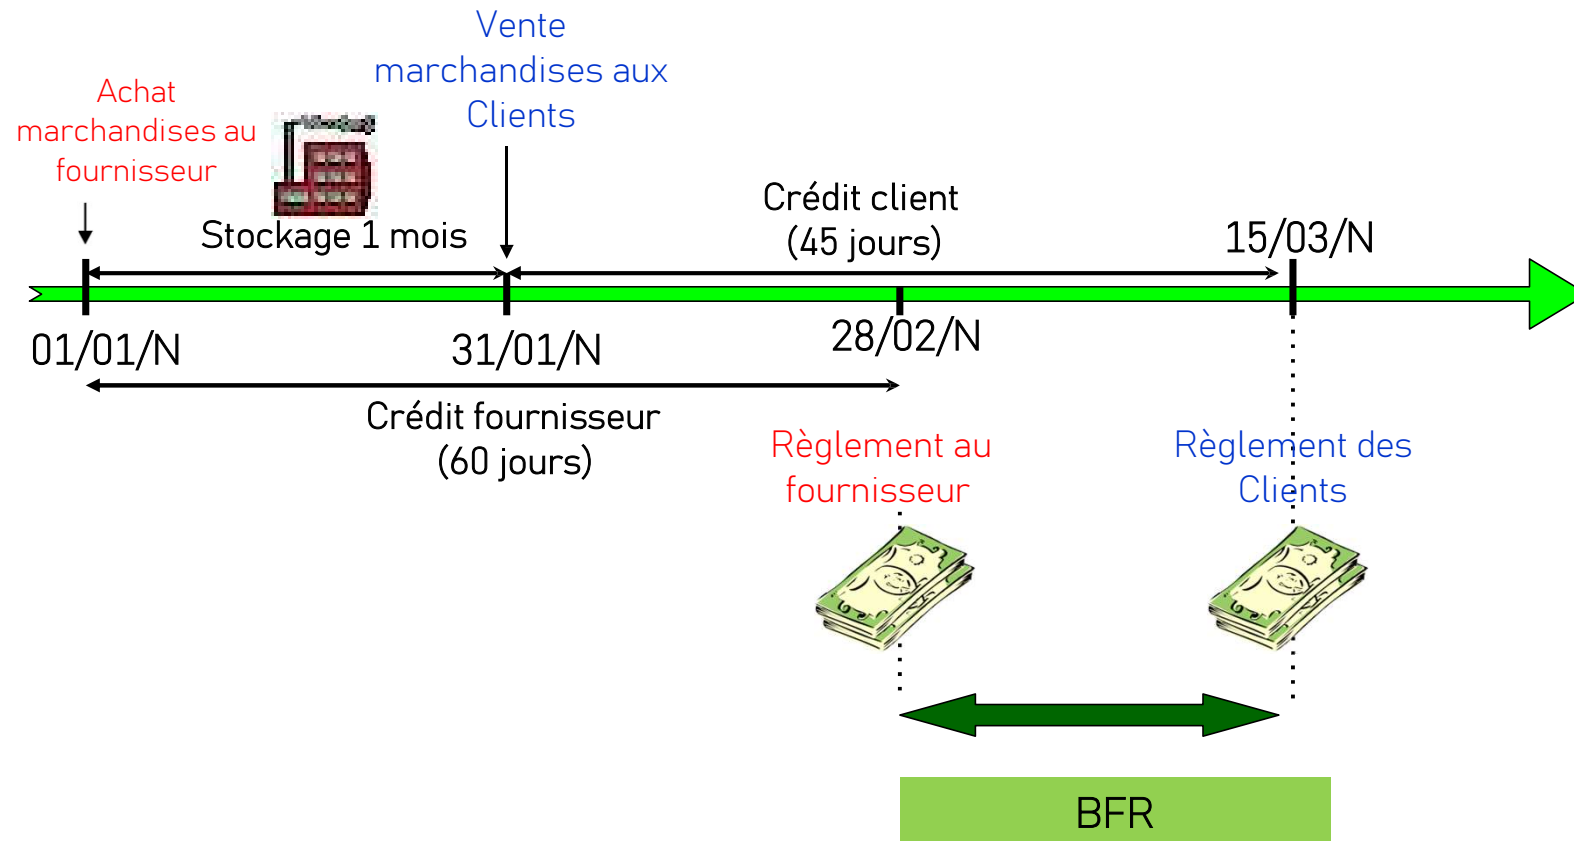 Vente
marchandises aux
Clients
Achat
marchandises au
fournisseur
Stockage 1 mois
Crédit client
(45 jours)
15/03/N
01/01/N
31/01/N
28/02/N
Crédit fournisseur
(60 jours)
Règlement au
fournisseur
Règlement des
Clients
BFR